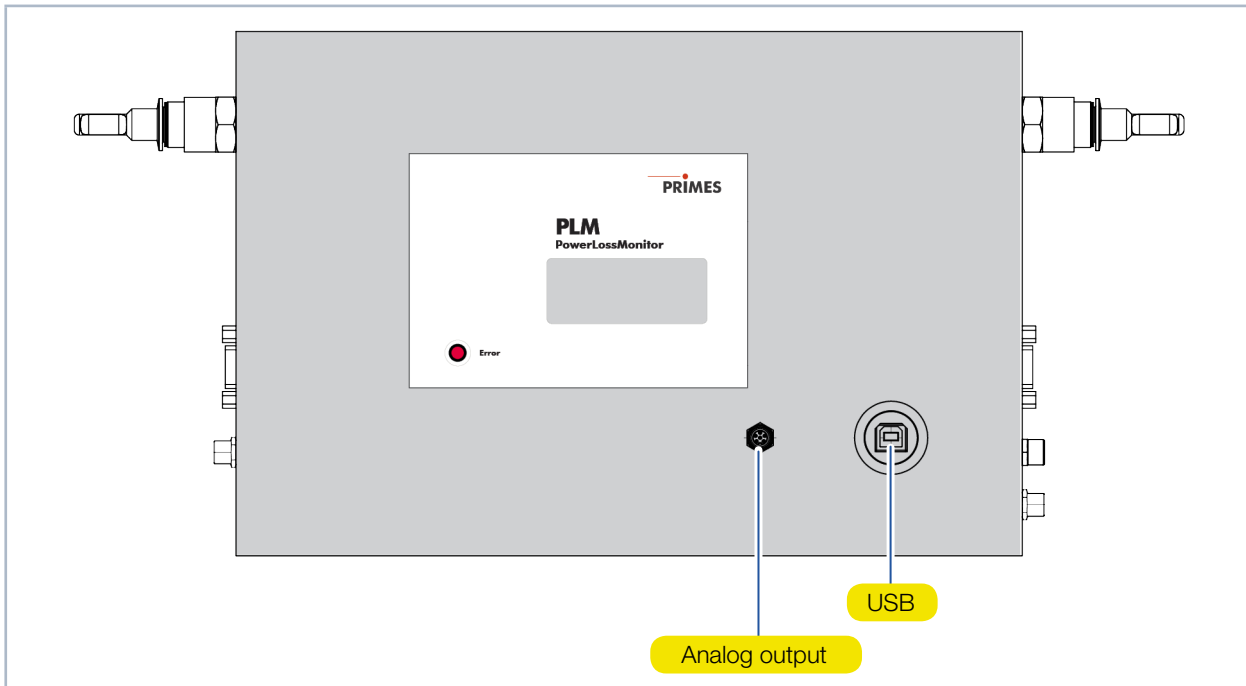 PRIMES
PLM
PowerLossMonitor
Error
USB
Analog output